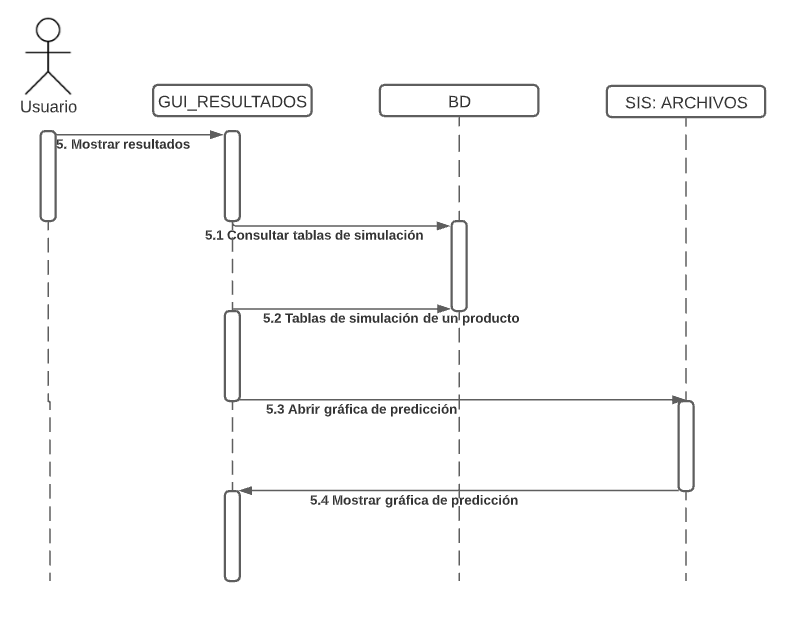 Usuario
GUI_RESULTADOS
BD
SIS: ARCHIVOS
5. Mostrar resultados
5.1 Consultar tablas de simulación
5.2 Tablas de simulación de un producto
5.3 Abrir gráfica de predicción
5.4 Mostrar gráfica de predicción